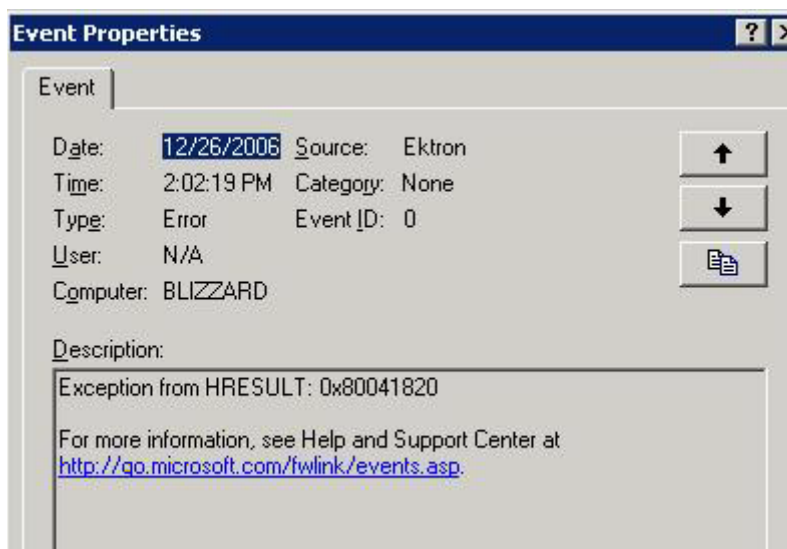 Event Properties
Event
Date: 12/26/2006 Source: Ektron
Time: 2:02:19 PM Category: None
Type: Error Event ID: 0
User: N/A
Computer: BLIZZARD
Description:
Exception from HRESULT: 0x80041820
For more information, see Help and Support Center at
http://go.microsoft.com/fwlink/events.asp.